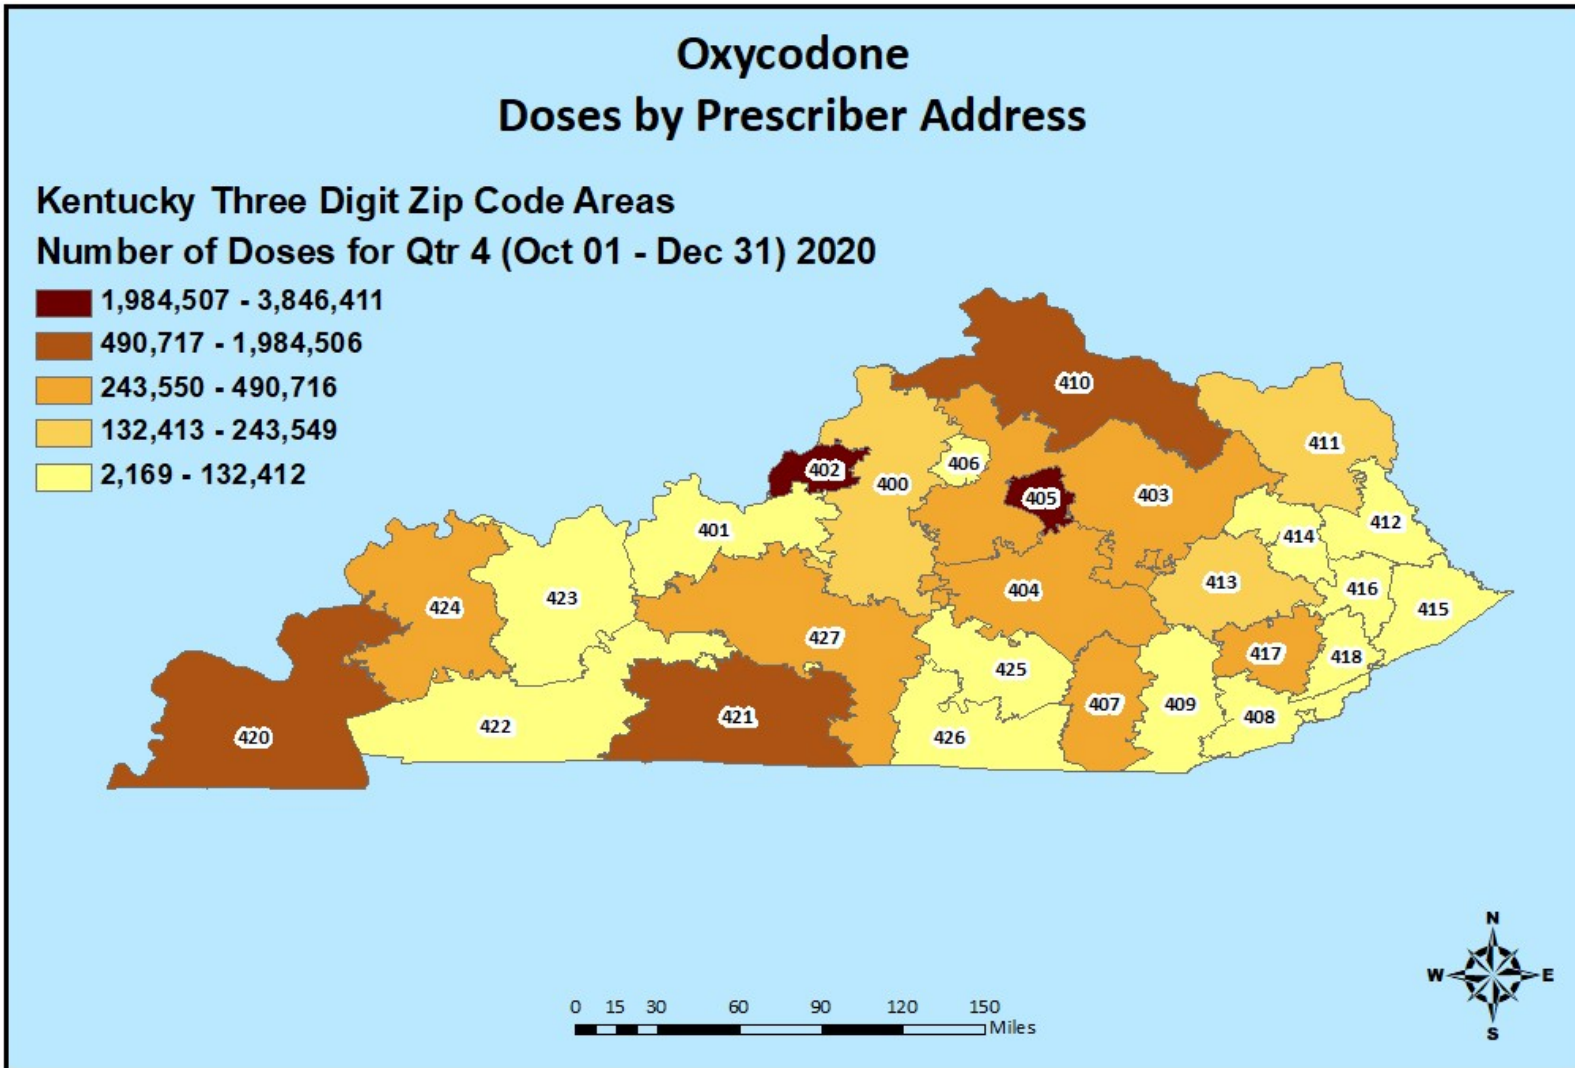 Oxycodone
Doses by Prescriber Address
Kentucky Three Digit Zip Code Areas
Number of Doses for Qtr 4 (Oct 01 - Dec 31) 2020
1,984,507 - 3,846,411
490,717 - 1,984,506
243,550 - 490,716
132,413 - 243,549
2,169 - 132,412
410
411
402
406
400
405
403
401
412
414
413
404
416
423
424
415
427
417
418
425
407
409
408
421
422
426
420
N
W E
S
0 15 30 60 90 120 150
Miles